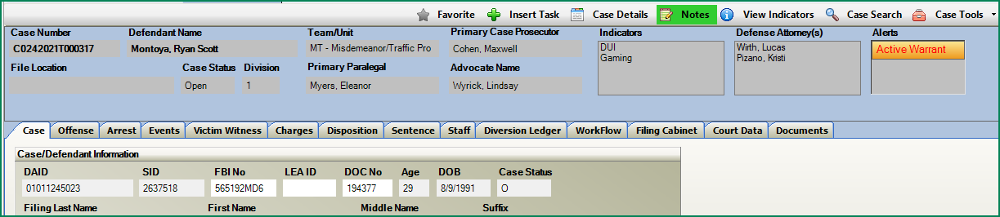 Favorite Insert Task Case Details Notes View Indicators Case Search Case Tools
Case Number Defendant Name Team/Unit Primary Case Prosecutor Indicators Defense Attorney(s) Alerts
C0242021T000317 Montoya, Ryan Scott MT - Misdemeanor/Traffic Pro Cohen, Maxwell DUI Wirth, Lucas Active Warrant
Gaming Pizano, Kristi
File Location Case Status Division Primary Paralegal Advocate Name
Open 1 Myers, Eleanor Wyrick, Lindsay
Case Offense Arrest Events Victim Witness Charges Disposition Sentence Staff Diversion Ledger WorkFlow Filing Cabinet Court Data Documents
Case/Defendant Information
DAID SID FBI No LEA ID DOC No Age DOB Case Status
01011245023 2637518 565192MD6 194377 29 8/9/1991 O
Filing Last Name First Name Middle Name Suffix